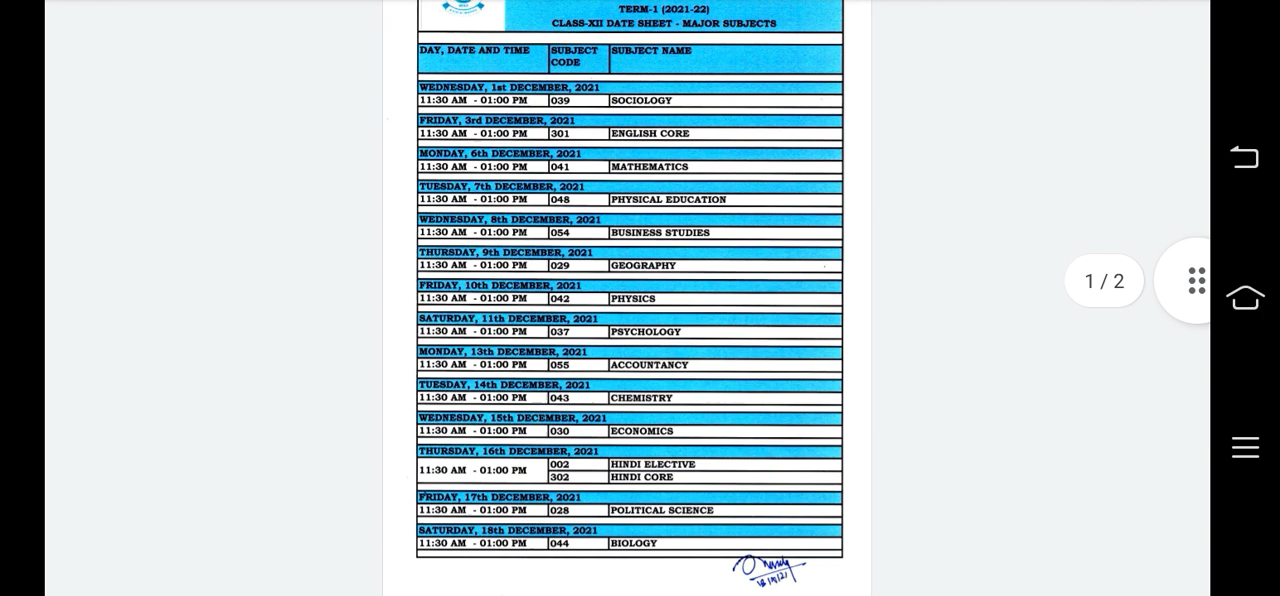 TERM-1 (2021-22)
CLASS-XII DATE SHEET - MAJOR SUBJECTS
DAY, DATE AND TIME SUBJECT CODE SUBJECT NAME
WEDNESDAY, 1st DECEMBER, 2021
11:30 AM - 01:00 PM 039 SOCIOLOGY
FRIDAY, 3rd DECEMBER, 2021
11:30 AM - 01:00 PM 301 ENGLISH CORE
MONDAY, 6th DECEMBER, 2021
11:30 AM - 01:00 PM 041 MATHEMATICS
TUESDAY, 7th DECEMBER, 2021
11:30 AM - 01:00 PM 048 PHYSICAL EDUCATION
WEDNESDAY, 8th DECEMBER, 2021
11:30 AM - 01:00 PM 054 BUSINESS STUDIES
THURSDAY, 9th DECEMBER, 2021
11:30 AM - 01:00 PM 029 GEOGRAPHY
FRIDAY, 10th DECEMBER, 2021
11:30 AM - 01:00 PM 042 PHYSICS
SATURDAY, 11th DECEMBER, 2021
11:30 AM - 01:00 PM 037 PSYCHOLOGY
MONDAY, 13th DECEMBER, 2021
11:30 AM - 01:00 PM 055 ACCOUNTANCY
TUESDAY, 14th DECEMBER, 2021
11:30 AM - 01:00 PM 043 CHEMISTRY
WEDNESDAY, 15th DECEMBER, 2021
11:30 AM - 01:00 PM 030 ECONOMICS
THURSDAY, 16th DECEMBER, 2021
11:30 AM - 01:00 PM 002 HINDI ELECTIVE
302 HINDI CORE
FRIDAY, 17th DECEMBER, 2021
11:30 AM - 01:00 PM 028 POLITICAL SCIENCE
SATURDAY, 18th DECEMBER, 2021
11:30 AM - 01:00 PM 044 BIOLOGY
1 / 2